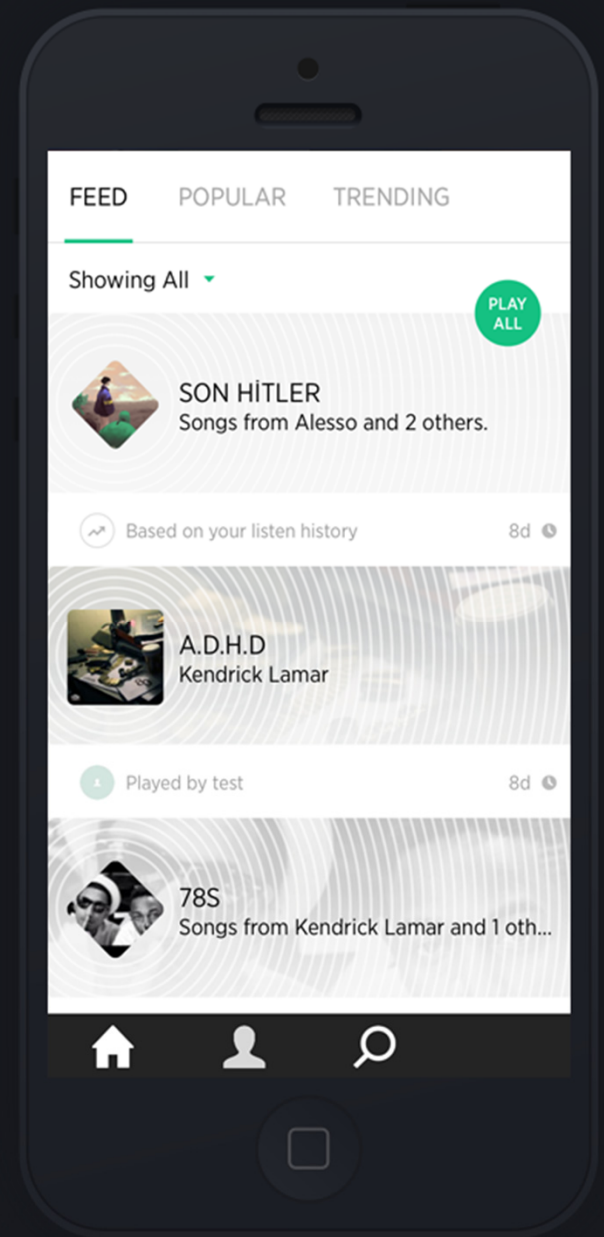 FEED POPULAR TRENDING
Showing All
PLAY
ALL
SON HİTLER
Songs from Alesso and 2 others.
Based on your listen history 8d
A.D.H.D
Kendrick Lamar
Played by test 8d
78S
Songs from Kendrick Lamar and 1 oth...